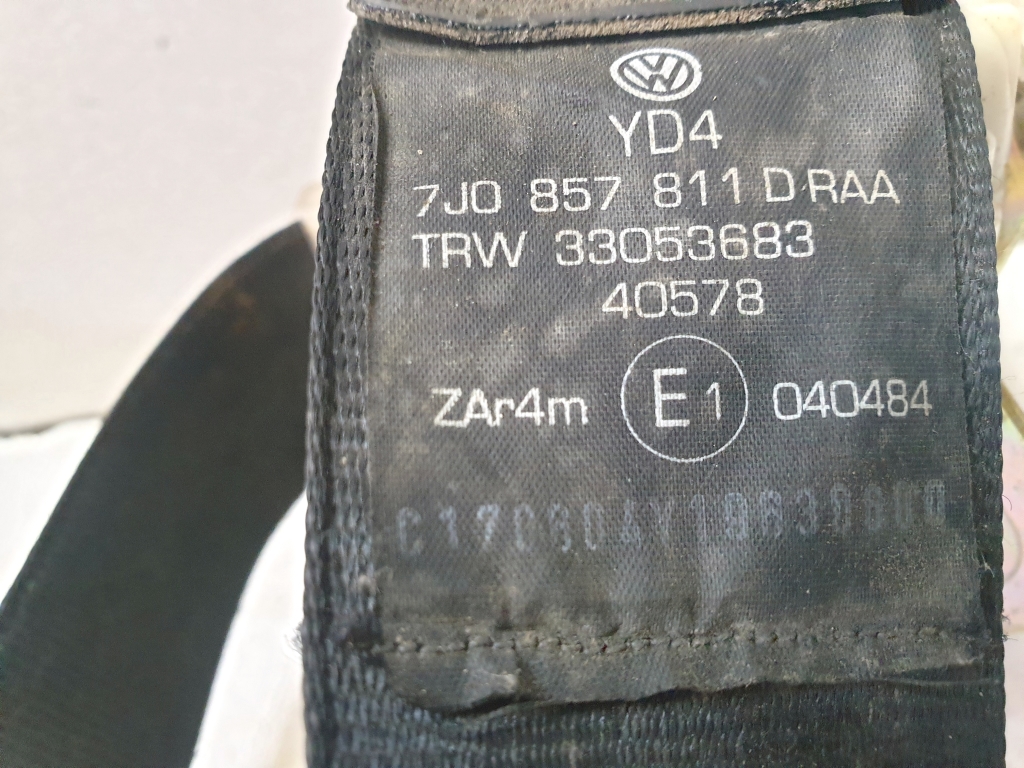 YD4
7J0 857 811 D RAA
TRW 33053683
40578
ZAr4m E1 040484